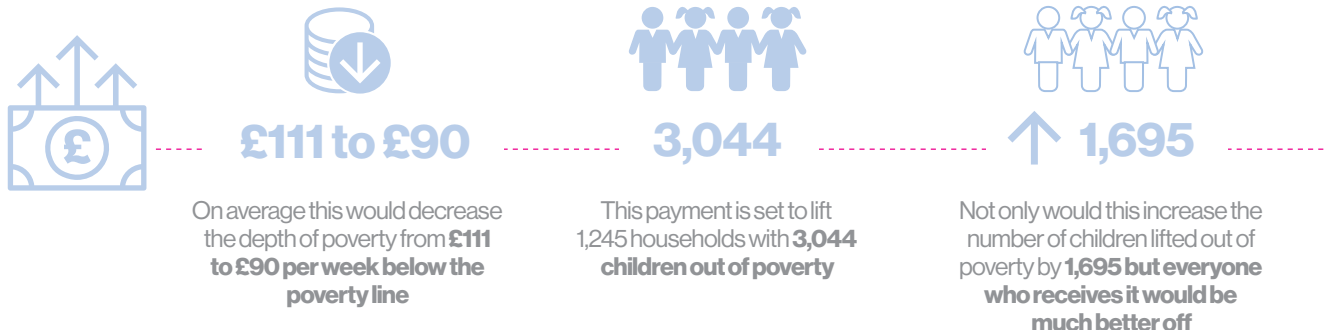 £
£111 to £90
On average this would decrease
the depth of poverty from £111
to £90 per week below the
poverty line
3,044
This payment is set to lift
1,245 households with 3,044
children out of poverty
1,695
Not only would this increase the
number of children lifted out of
poverty by 1,695 but everyone
who receives it would be
much better off